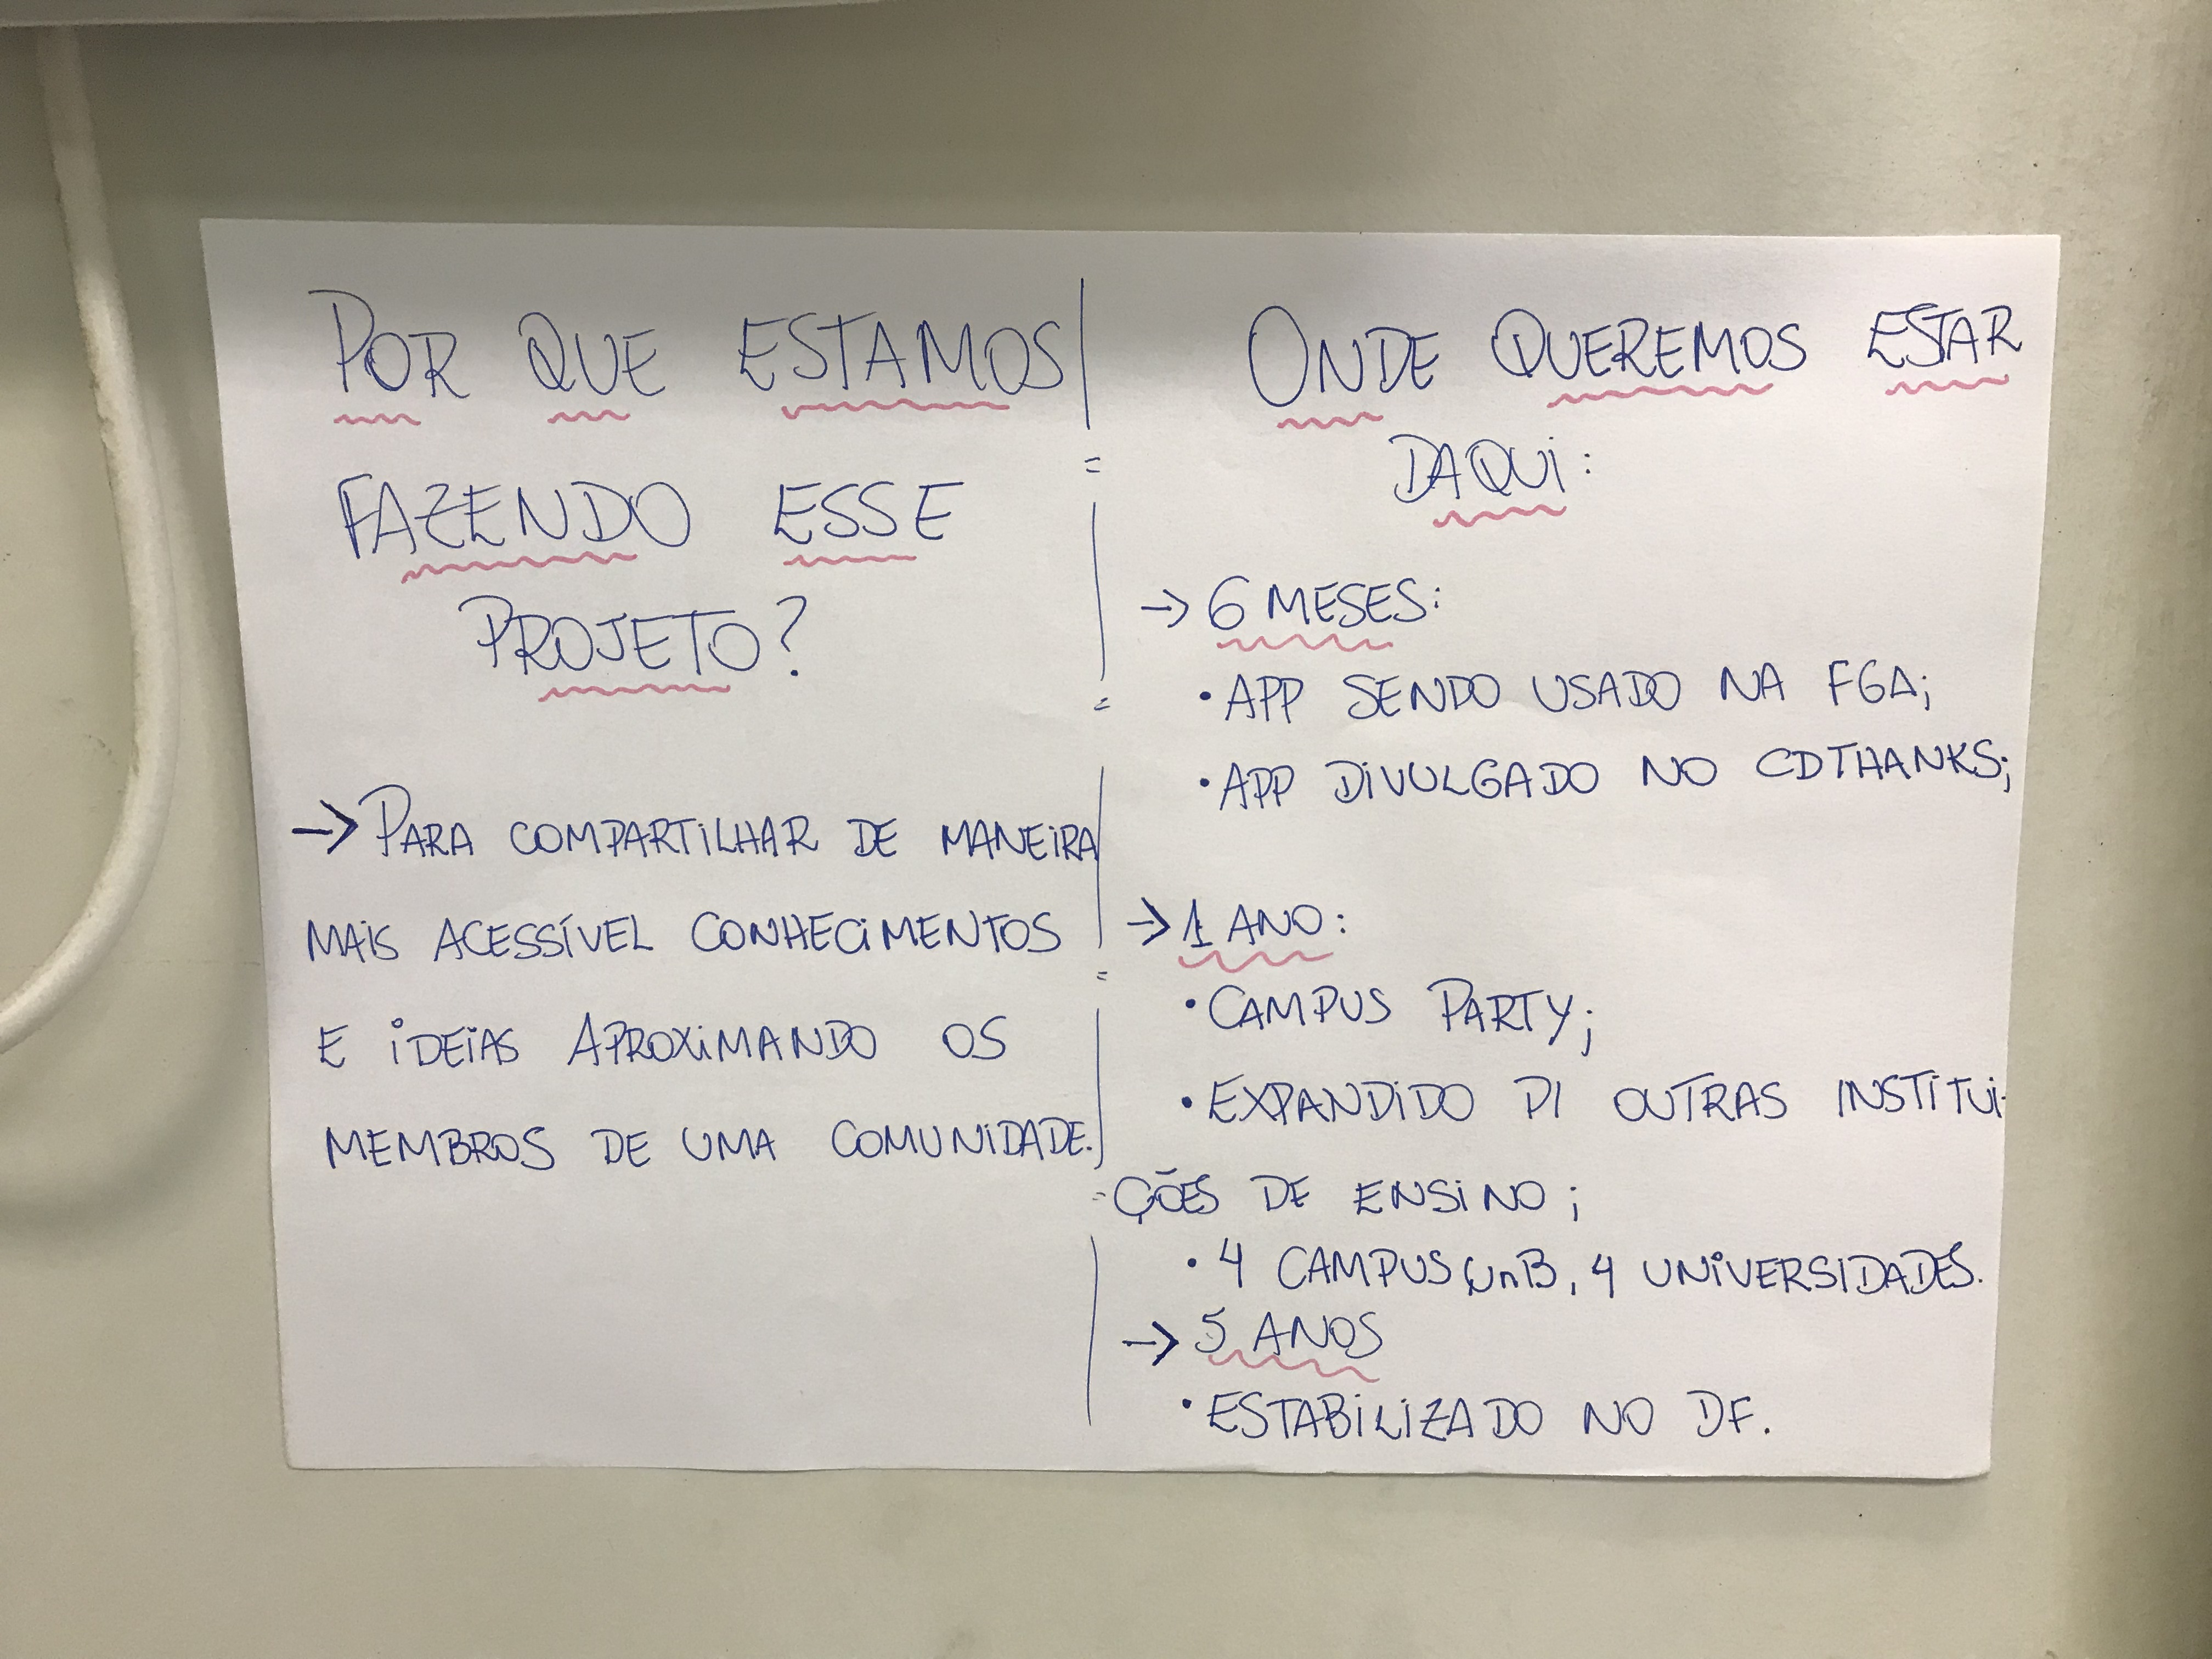 POR QUE ESTAMOS
FAZENDO ESSE
PROJETO?
→ PARA COMPARTILHAR DE MANEIRA
MAIS ACESSÍVEL CONHECIMENTOS
E IDEIAS APROXIMANDO OS
MEMBROS DE UMA COMUNIDADE.
ONDE QUEREMOS ESTAR
DAQUI:
→ 6 MESES:
• APP SENDO USADO NA FGA;
• APP DIVULGADO NO CDTHANKS;
→ 1 ANO:
• CAMPUS PARTY;
• EXPANDIDO P/ OUTRAS INSTITUI-
ÇÕES DE ENSINO;
• 4 CAMPUS UnB, 4 UNIVERSIDADES.
→ 5 ANOS
• ESTABILIZADO NO DF.